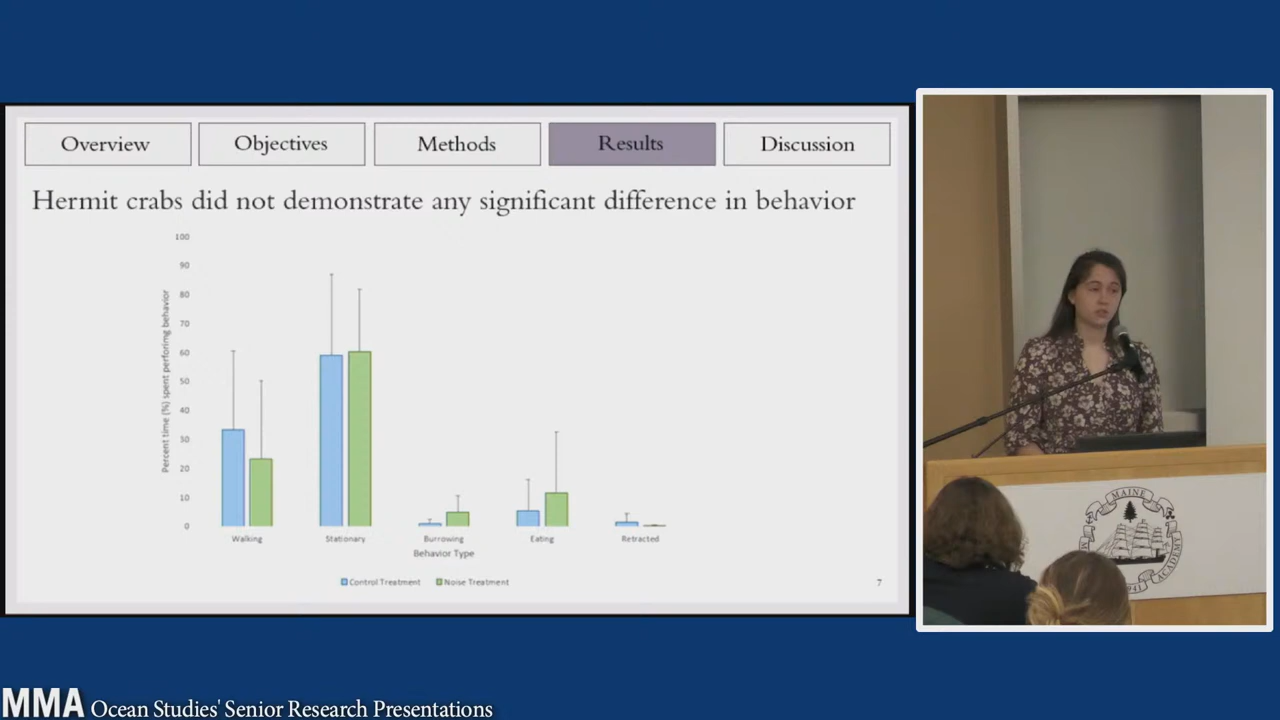 Overview
Objectives
Methods
Results
Discussion
Hermit crabs did not demonstrate any significant difference in behavior
100
90
80
70
60
50
40
30
20
10
0
Percent time (%) spent perforimg behavior
Walking
Stationary
Burrowing
Eating
Retracted
Behavior Type
Control Treatment
Noise Treatment
7
MAINE
ACADEMY
MMA Ocean Studies' Senior Research Presentations